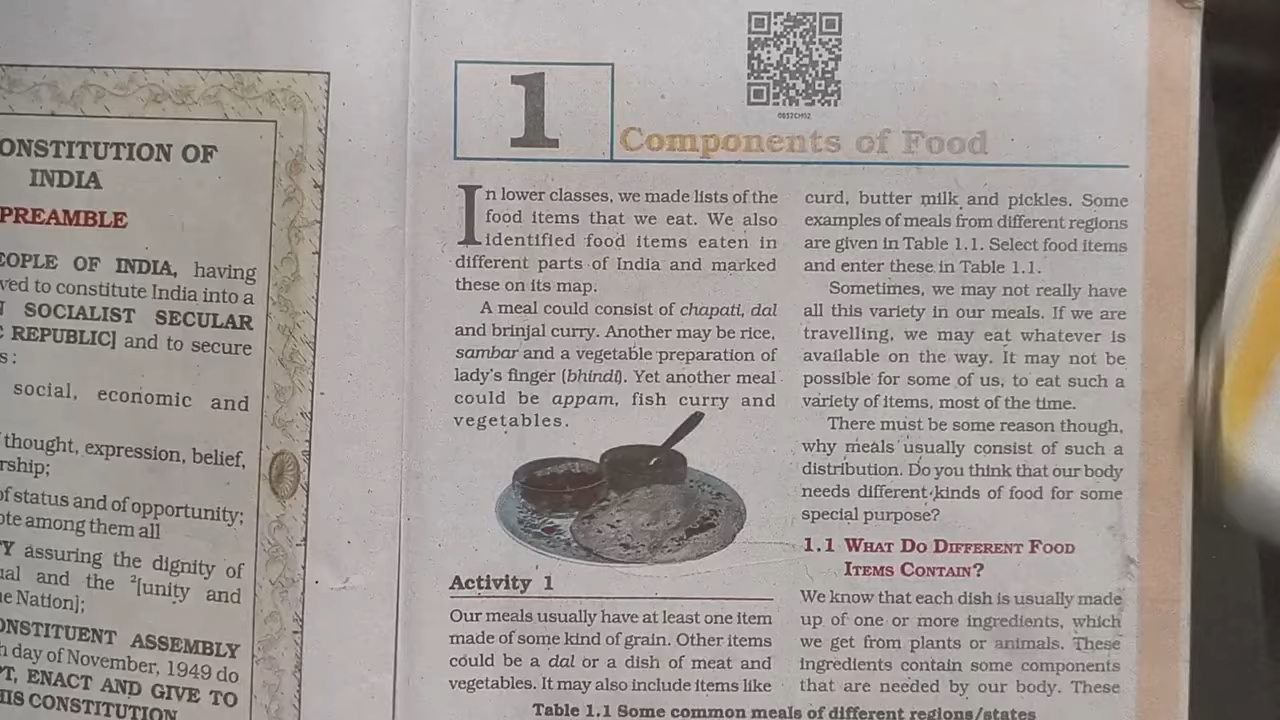 ONSTITUTION OF
INDIA
PREAMBLE
EOPLE OF INDIA, having
ved to constitute India into a
SOCIALIST SECULAR
REPUBLIC] and to secure
s:
social, economic and
thought, expression, belief,
rship;
of status and of opportunity;
ote among them all
Y assuring the dignity of
ual and the ²[unity and
e Nation];
ONSTITUENT ASSEMBLY
h day of November, 1949 do
PT, ENACT AND GIVE TO
HIS CONSTITUTION
1
Components of Food
In lower classes, we made lists of the
food items that we eat. We also
identified food items eaten in
different parts of India and marked
these on its map.
A meal could consist of chapati, dal
and brinjal curry. Another may be rice,
sambar and a vegetable preparation of
lady's finger (bhindi). Yet another meal
could be appam, fish curry and
vegetables.
Activity 1
Our meals usually have at least one item
made of some kind of grain. Other items
could be a dal or a dish of meat and
vegetables. It may also include items like
curd, butter milk and pickles. Some
examples of meals from different regions
are given in Table 1.1. Select food items
and enter these in Table 1.1.
Sometimes, we may not really have
all this variety in our meals. If we are
travelling, we may eat whatever is
available on the way. It may not be
possible for some of us, to eat such a
variety of items, most of the time.
There must be some reason though,
why meals usually consist of such a
distribution. Do you think that our body
needs different kinds of food for some
special purpose?
1.1 WHAT DO DIFFERENT FOOD
ITEMS CONTAIN?
We know that each dish is usually made
up of one or more ingredients, which
we get from plants or animals. These
ingredients contain some components
that are needed by our body. These
Table 1.1 Some common meals of different regions/states